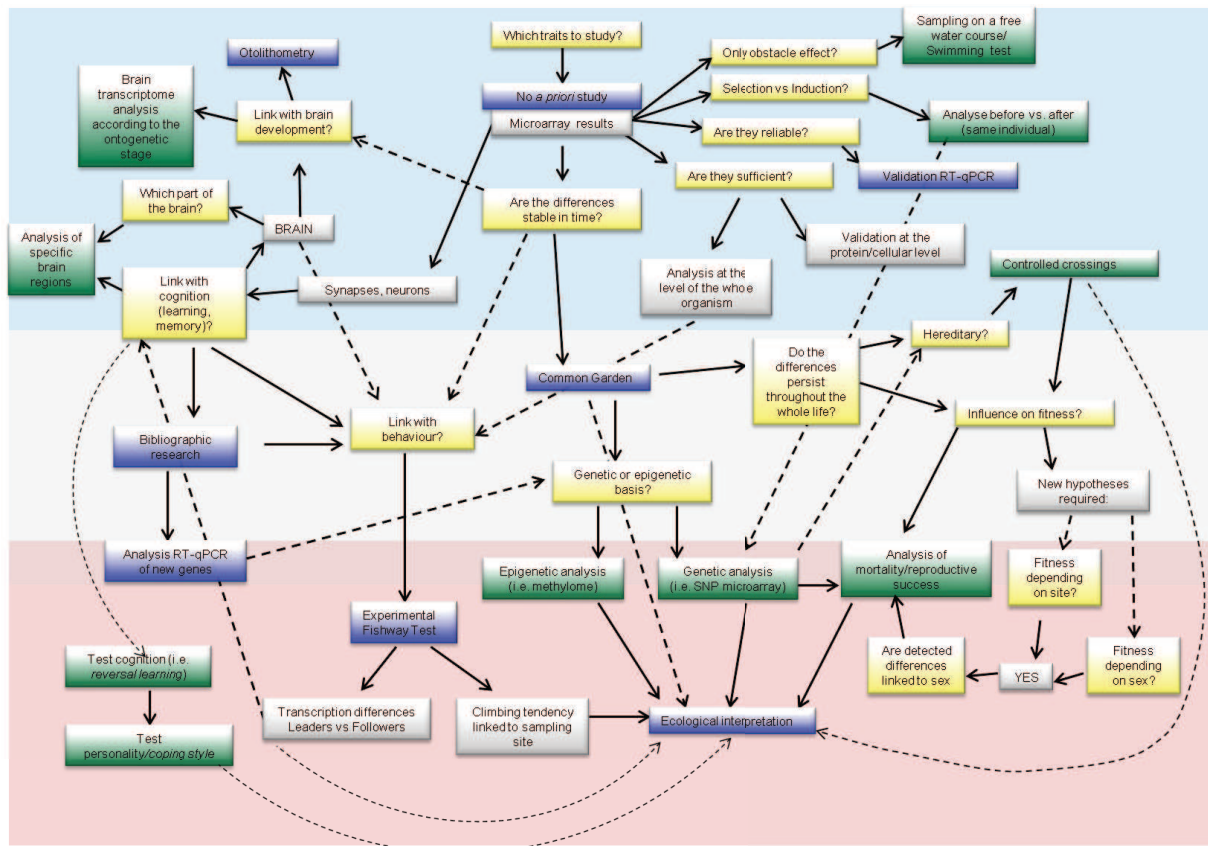 Which traits to study?
Otolithometry
Only obstacle effect?
Sampling on a free
water course/
Swimming test
Brain
transcriptome
analysis
according to the
ontogenetic
stage
Link with brain
development?
No a priori study
Microarray results
Selection vs Induction?
Are they reliable?
Analyse before vs. after
(same individual)
Are they sufficient?
Validation RT-qPCR
Which part of
the brain?
Are the differences
stable in time?
BRAIN
Analysis of
specific
brain
regions
Validation at the
protein/cellular level
Link with
cognition
(learning,
memory)?
Synapses, neurons
Analysis at the
level of the whole
organism
Controlled crossings
Hereditary?
Common Garden
Do the
differences
persist
throughout the
whole life?
Link with
behaviour?
Influence on fitness?
Bibliographic
research
Genetic or epigenetic
basis?
New hypotheses
required:
Analysis RT-qPCR
of new genes
Epigenetic analysis
(i.e. methylome)
Genetic analysis
(i.e. SNP microarray)
Analysis of
mortality/reproductive
success
Fitness
depending
on site?
Experimental
Fishway Test
Test cognition (i.e.
reversal learning)
Are detected
differences
linked to sex
YES
Fitness
depending
on sex?
Transcription differences
Leaders vs Followers
Climbing tendency
linked to sampling
site
Ecological interpretation
Test
personality/coping style